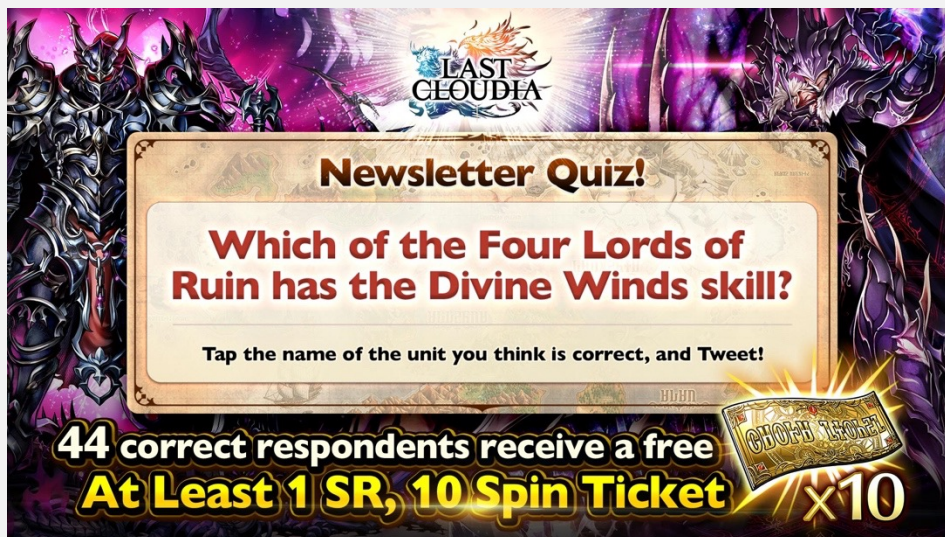 LAST
CLOUDIA
Newsletter Quiz!
Which of the Four Lords of
Ruin has the Divine Winds skill?
Tap the name of the unit you think is correct, and Tweet!
44 correct respondents receive a free
At Least 1 SR, 10 Spin Ticket
x10